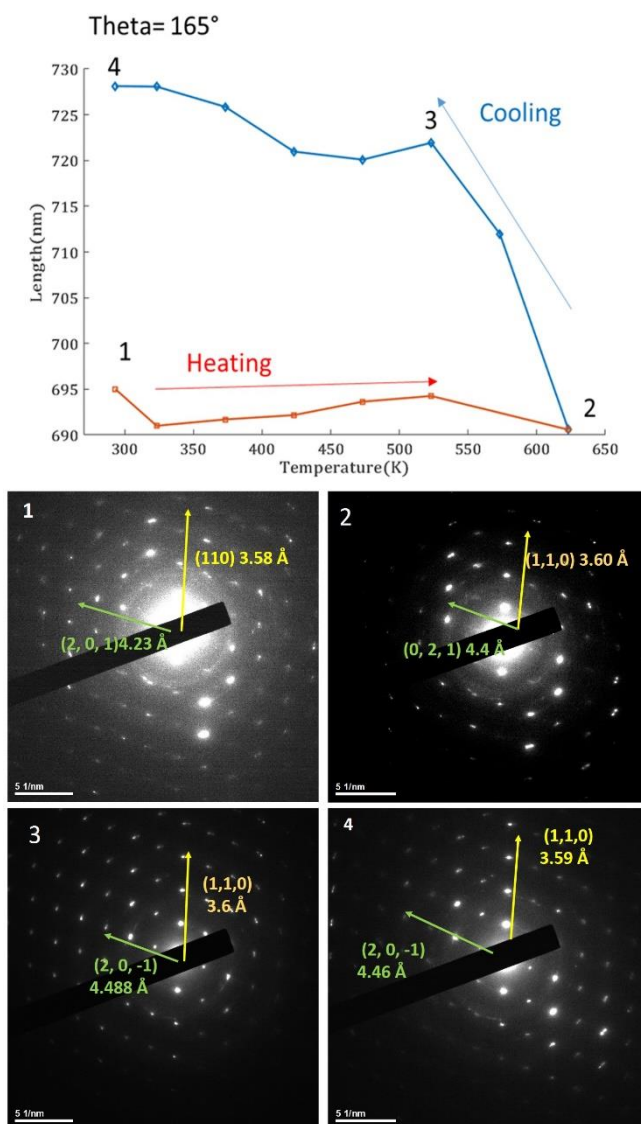 Theta= 165°
730
4
725
3
Cooling
720
715
Length(nm)
710
705
700
1
Heating
695
2
690
300 350 400 450 500 550 600 650
Temperature(K)
1
(110) 3.58 Å
(2, 0, 1)4.23 Å
5 1/nm
2
(1,1,0) 3.60 Å
(0, 2, 1) 4.4 Å
5 1/nm
3
(1,1,0)
3.6 Å
(2, 0, -1)
4.488 Å
5 1/nm
4
(1,1,0)
3.59 Å
(2, 0, -1)
4.46 Å
5 1/nm